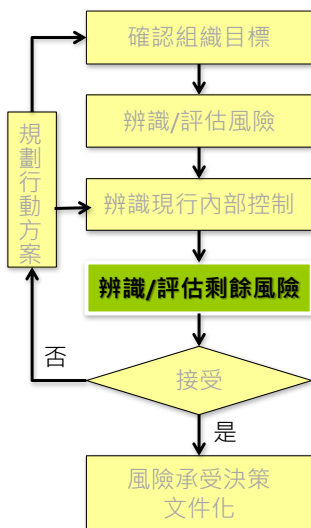 確認組織目標
辨識/評估風險
規劃行動方案
辨識現行內部控制
辨識/評估剩餘風險
否
接受
是
風險承受決策
文件化